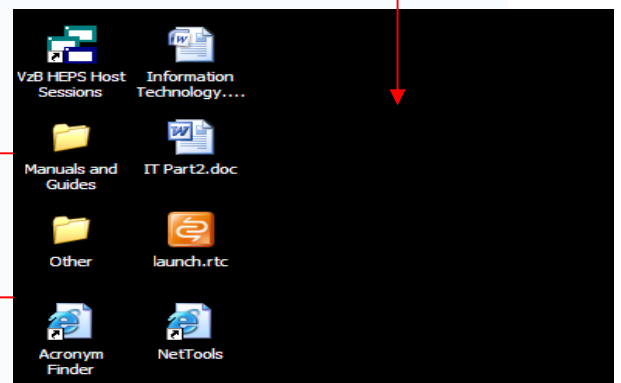 VzB HEPS Host
Sessions
Information
Technology....
Manuals and
Guides
IT Part2.doc
Other
launch.rtc
Acronym
Finder
NetTools